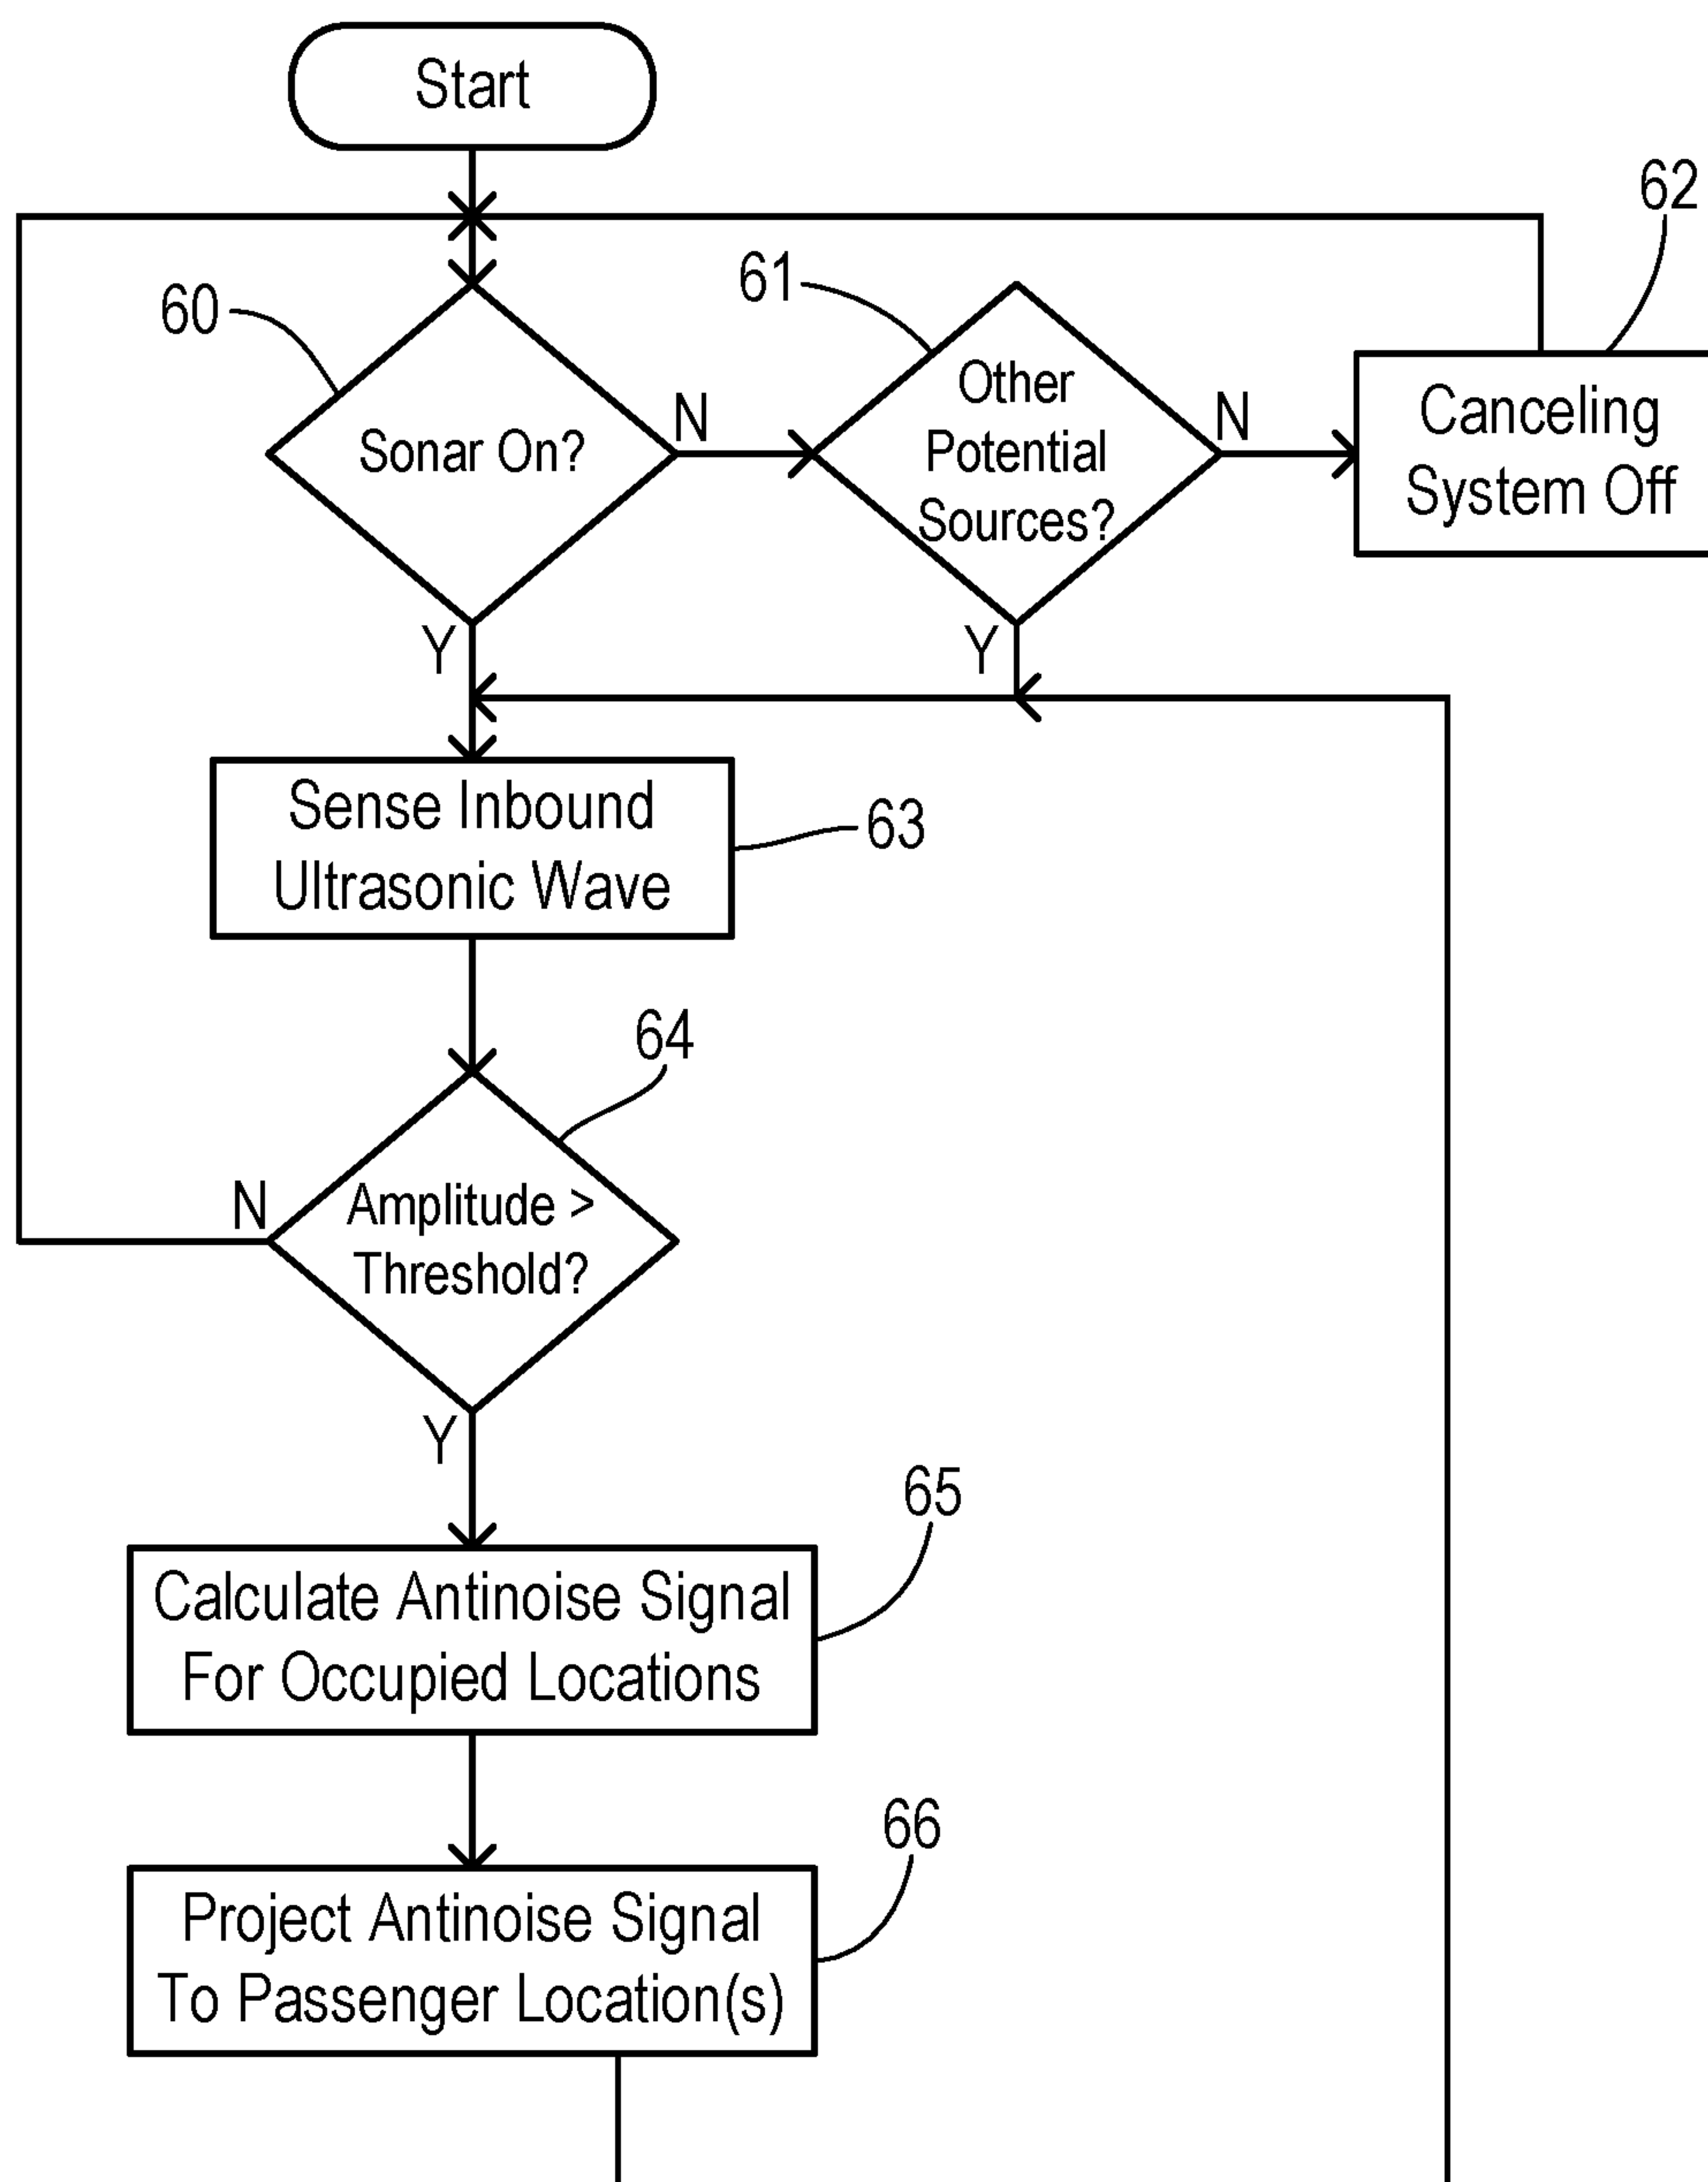 Start
62
61
60
Other
Potential
Sources?
Sonar On?
N
N
Canceling
System Off
Y
Y
Sense Inbound
Ultrasonic Wave
63
64
N
Amplitude >
Threshold?
Y
65
Calculate Antinoise Signal
For Occupied Locations
66
Project Antinoise Signal
To Passenger Location(s)